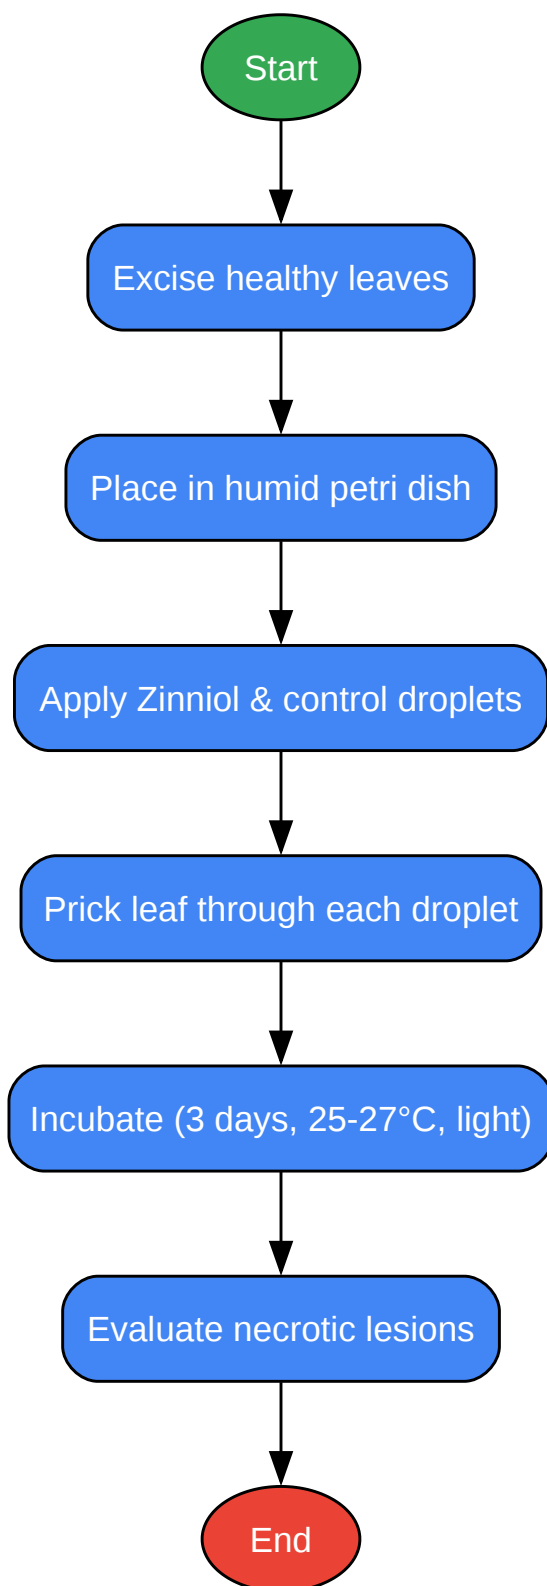 Start
Excise healthy leaves
Place in humid petri dish
Apply Zinniol & control droplets
Prick leaf through each droplet
Incubate (3 days, 25-27°C, light)
Evaluate necrotic lesions
End